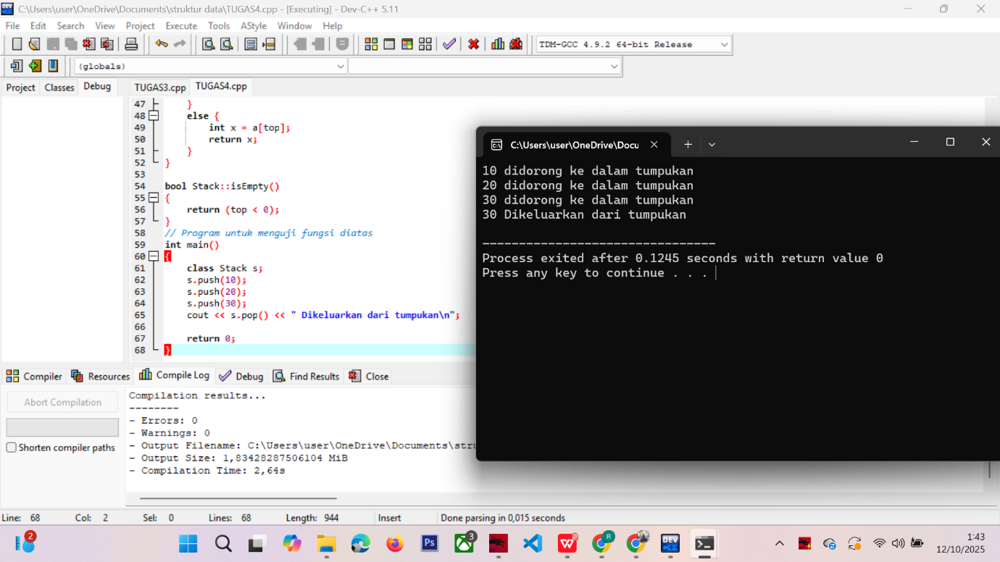 C:\Users\user\OneDrive\Documents\struktur data\TUGAS4.cpp - [Executing] - Dev-C++ 5.11
File Edit Search View Project Execute Tools AStyle Window Help
TDM-GCC 4.9.2 64-bit Release
(globals)
Project Classes Debug
TUGAS3.cpp TUGAS4.cpp
47 }
48 else {
49 int x = a[top];
50 return x;
51 }
52 }
53
54 bool Stack::isEmpty()
55 {
56 return (top < 0);
57 }
58 // Program untuk menguji fungsi diatas
59 int main()
60 {
61 class Stack s;
62 s.push(10);
63 s.push(20);
64 s.push(30);
65 cout << s.pop() << " Dikeluarkan dari tumpukan\n";
66
67 return 0;
68 }
C:\Users\user\OneDrive\Docu
10 didorong ke dalam tumpukan
20 didorong ke dalam tumpukan
30 didorong ke dalam tumpukan
30 Dikeluarkan dari tumpukan
--------------------------------
Process exited after 0.1245 seconds with return value 0
Press any key to continue . . .
Compiler Resources Compile Log Debug Find Results Close
Abort Compilation
Shorten compiler paths
Compilation results...
--------
- Errors: 0
- Warnings: 0
- Output Filename: C:\Users\user\OneDrive\Documents\stru
- Output Size: 1,83428287506104 MiB
- Compilation Time: 2,64s
Line: 68 Col: 2 Sel: 0 Lines: 68 Length: 944 Insert Done parsing in 0,015 seconds
2
Ps
3
R
DEV
1:43
12/10/2025